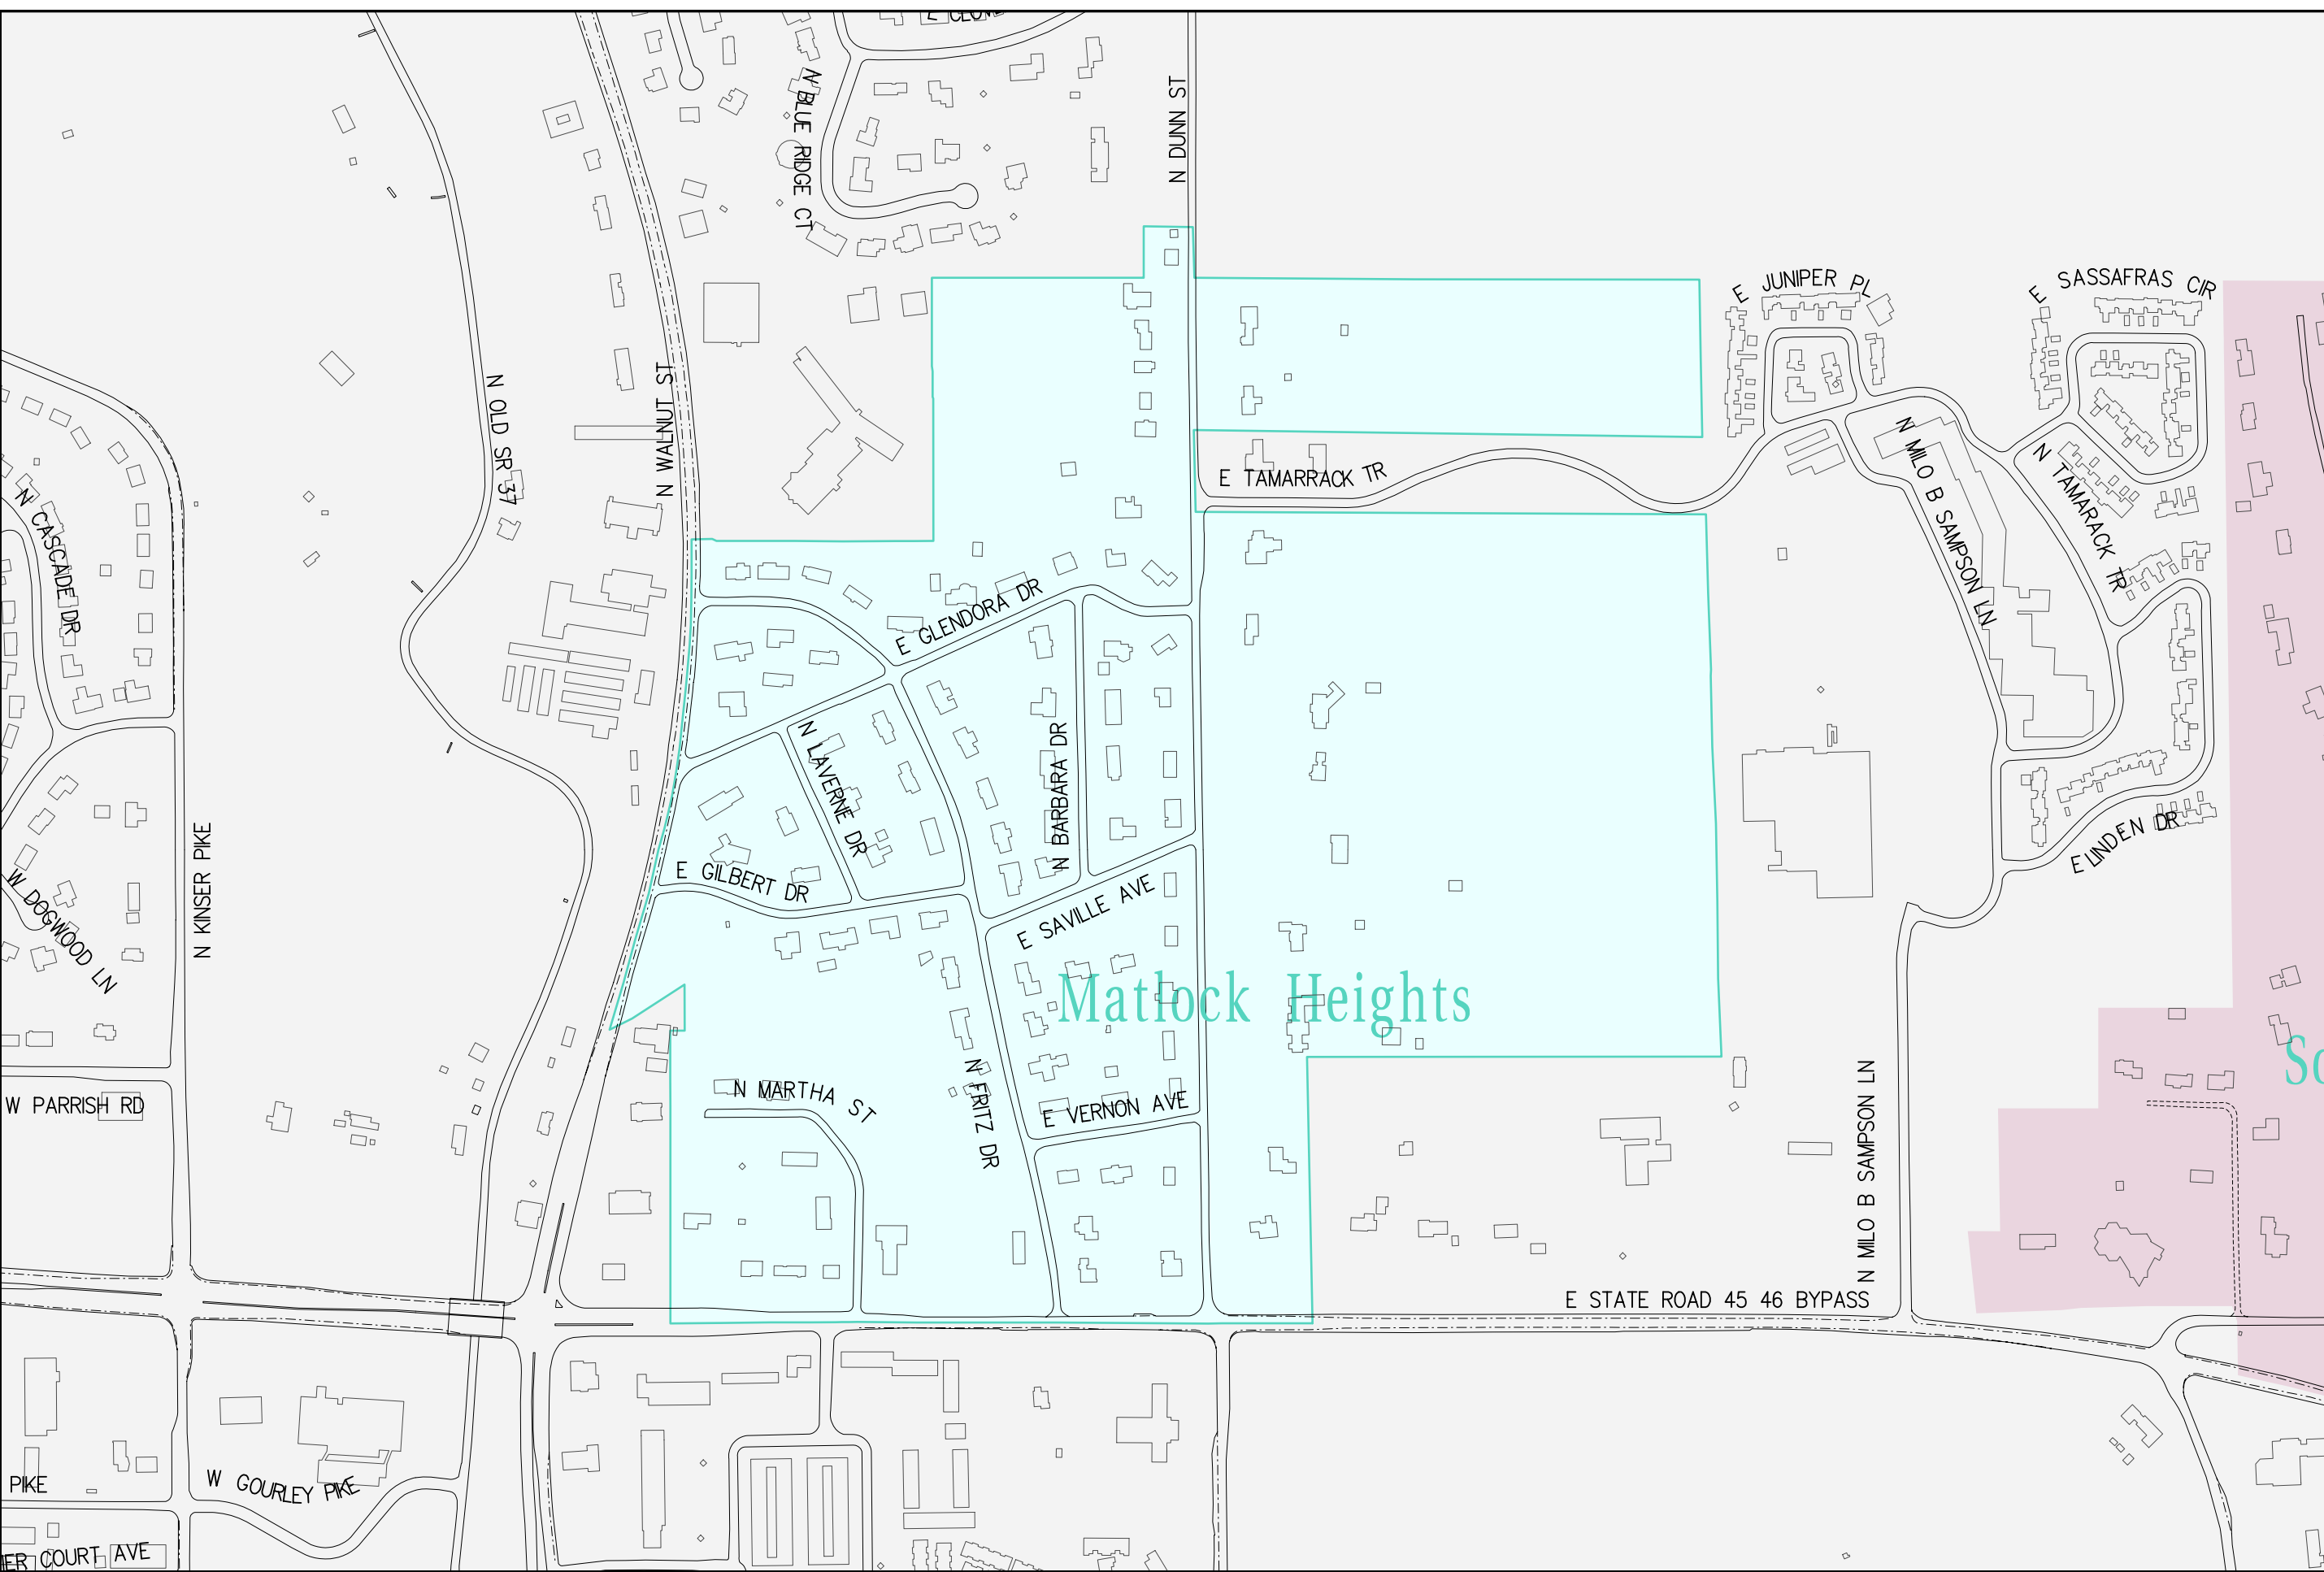 N BLUE RIDGE CT
N DUNN ST
E JUNIPER PL
E SASSAFRAS CIR
N OLD SR 37
N WALNUT ST
E TAMARRACK TR
N MILO B SAMPSON LN
N TAMARACK TR
N CASCADE DR
E GLENDORA DR
N LAVERNE DR
N BARBARA DR
N KINSER PIKE
E GILBERT DR
E LINDEN DR
W DOGWOOD LN
E SAVILLE AVE
Matlock Heights
So
W PARRISH RD
N MARTHA ST
N FRITZ DR
E VERNON AVE
N MILO B SAMPSON LN
E STATE ROAD 45 46 BYPASS
PIKE
W GOURLEY PIKE
ER COURT AVE